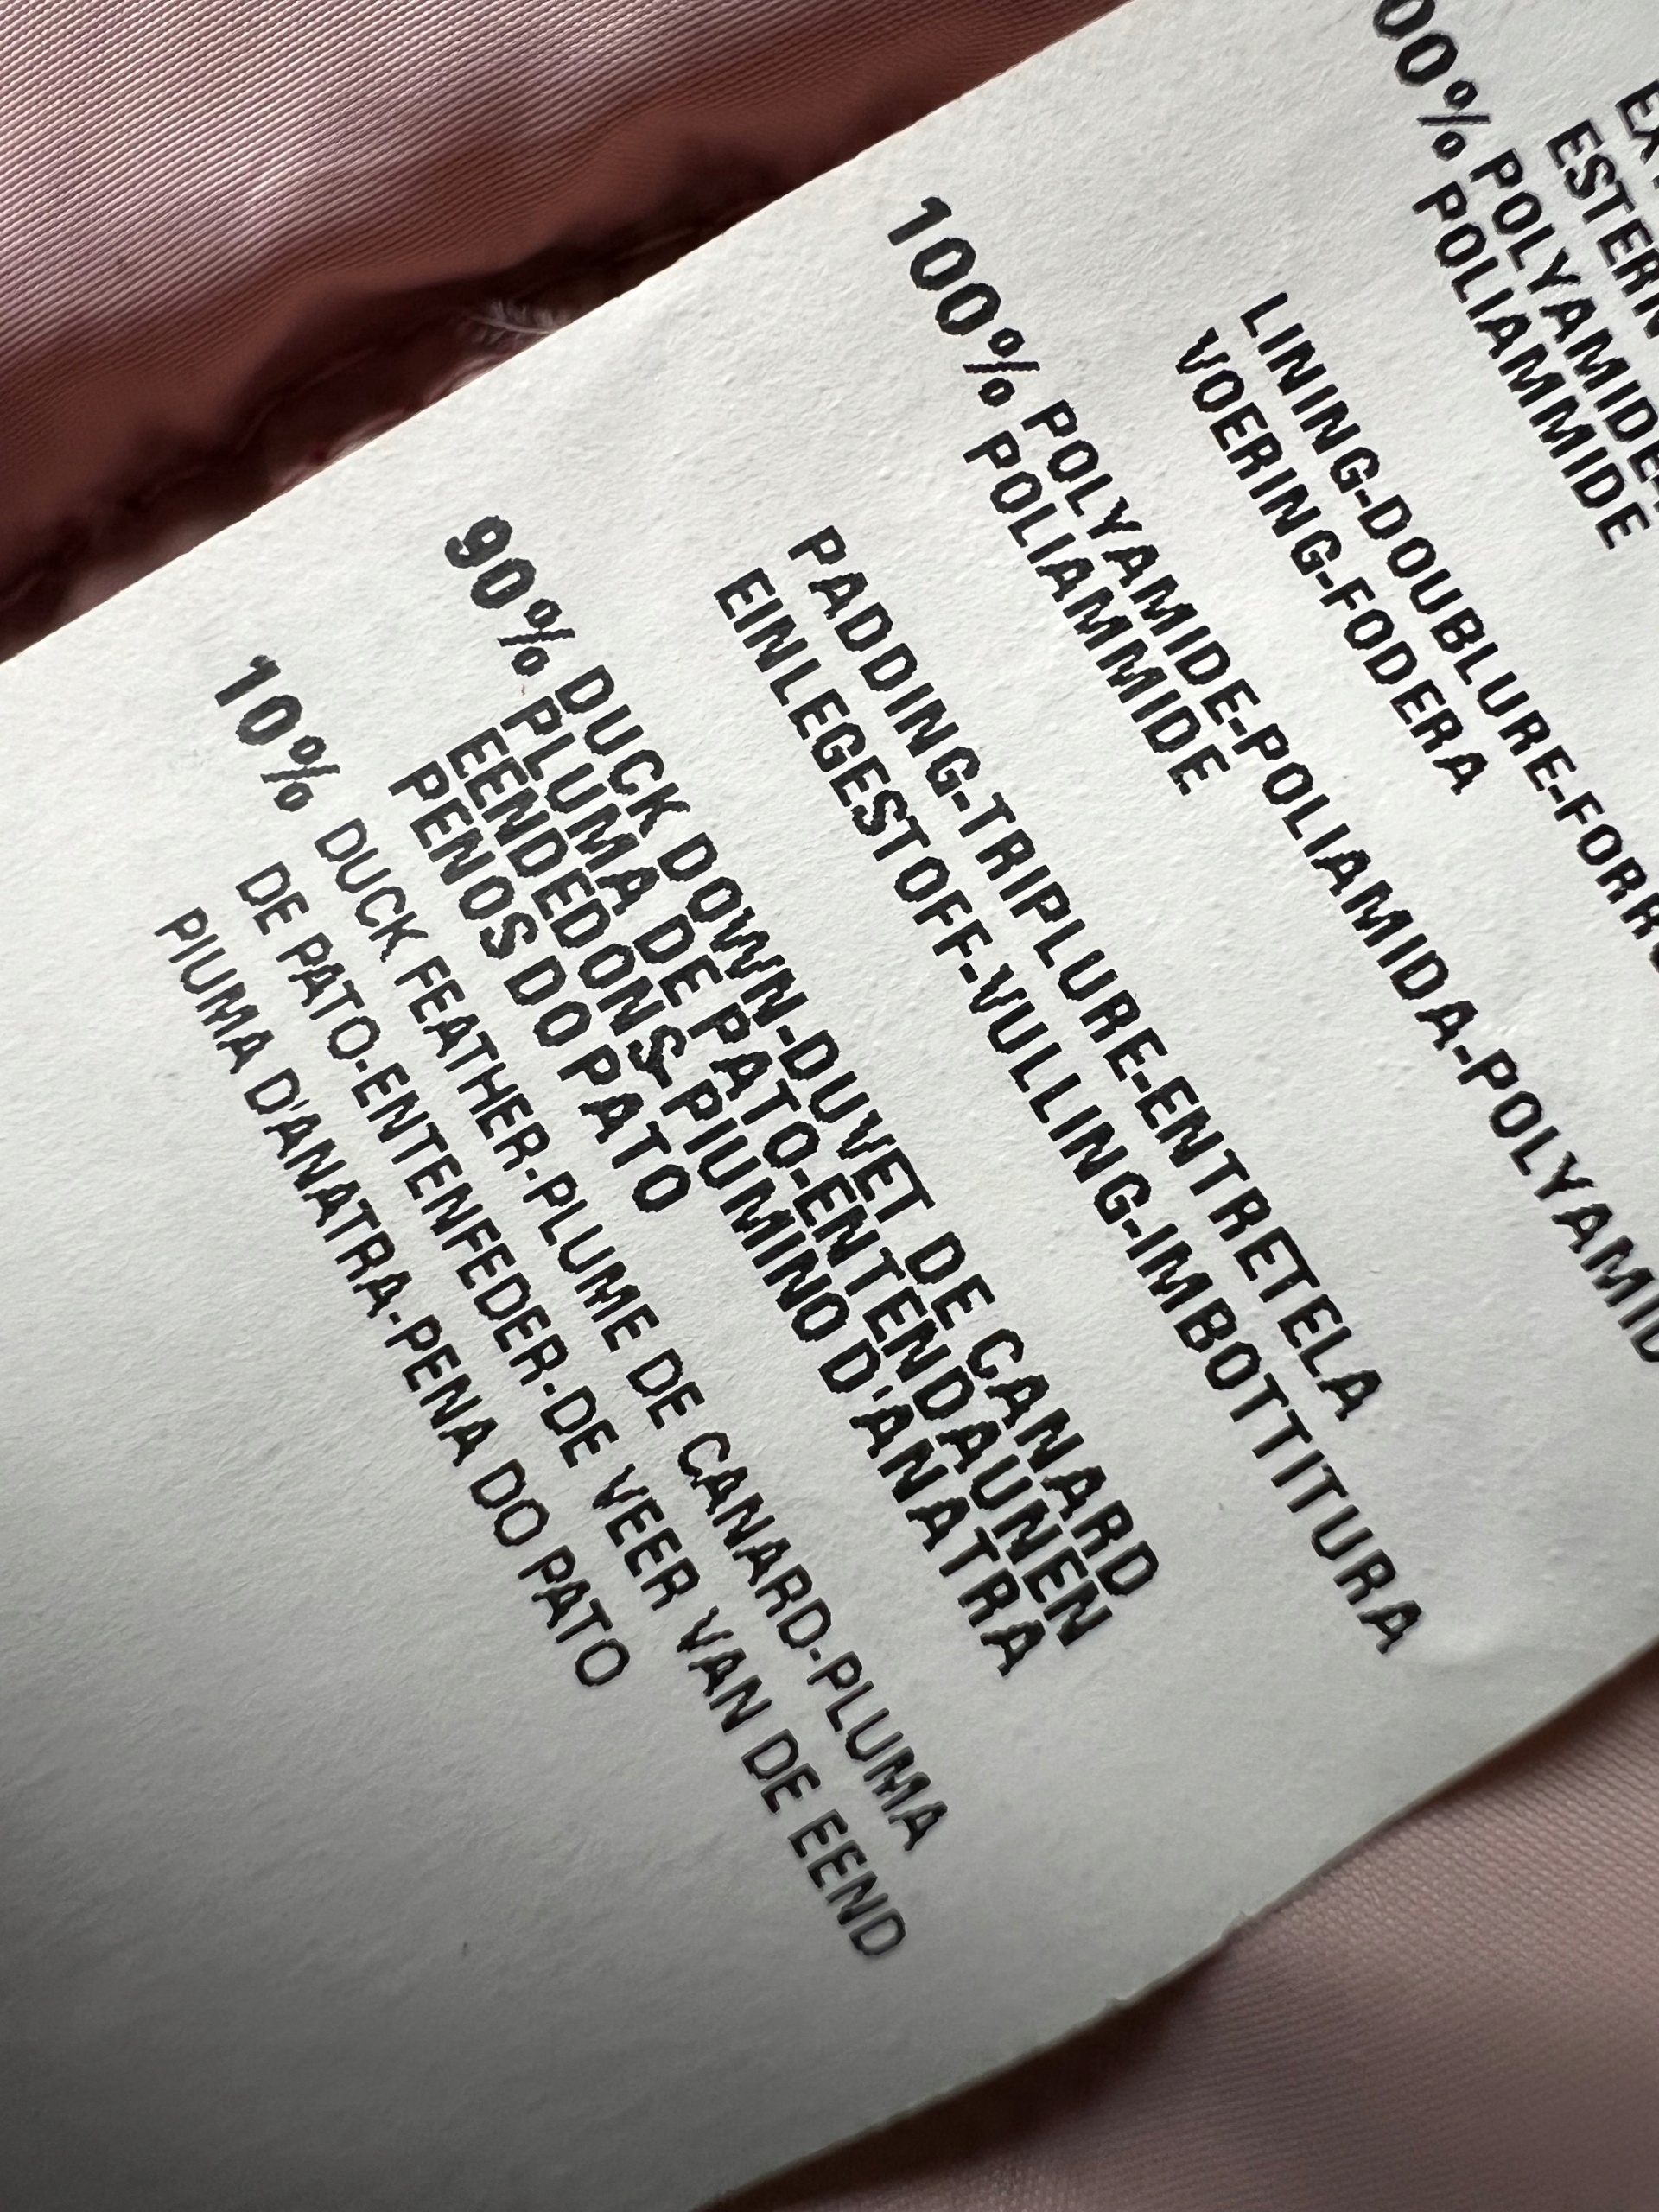 ESTERN
00% POLYAMIDE-
POLIAMMIDE
LINING-DOUBLURE-FORR
VOERING-FODERA
100% POLYAMIDE-POLIAMIDA-POLYAMID
POLIAMMIDE
PADDING-TRIPLURE-ENTRETELA
EINLEGESTOFF-VULLING-IMBOTTITURA
90% DUCK DOWN-DUVET DE CANARD
PLUMA DE PATO-ENTENDAUNEN
EENDEDONS-PIUMINO D'ANATRA
PENOS DO PATO
10% DUCK FEATHER-PLUME DE CANARD-PLUMA
DE PATO-ENTENFEDER-DE VEER VAN DE EEND
PIUMA D'ANATRA-PENA DO PATO